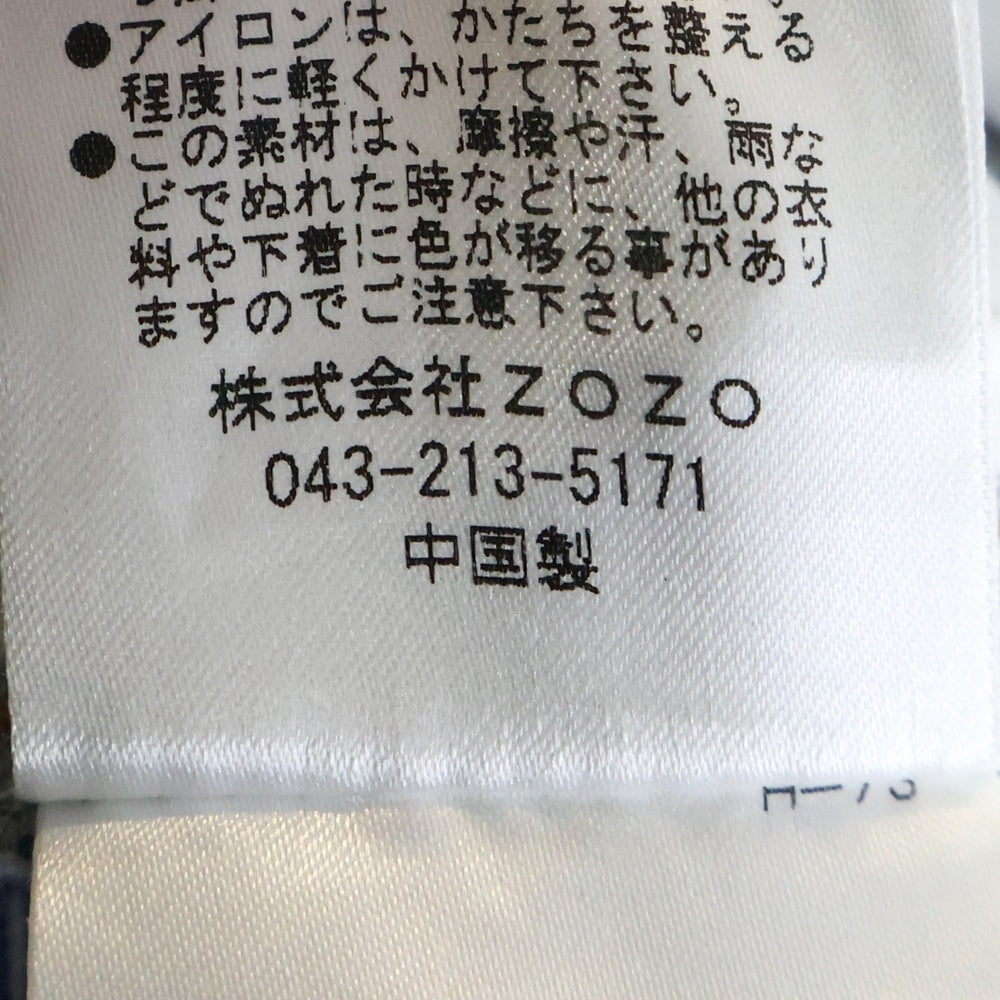 ●アイロンは、かたちを整える
程度に軽くかけて下さい。
●この素材は、摩擦や汗、雨な
どでぬれた時などに、他の衣
料や下着に色が移る事があり
ますのでご注意下さい。
株式会社ZOZO
043-213-5171
中国製